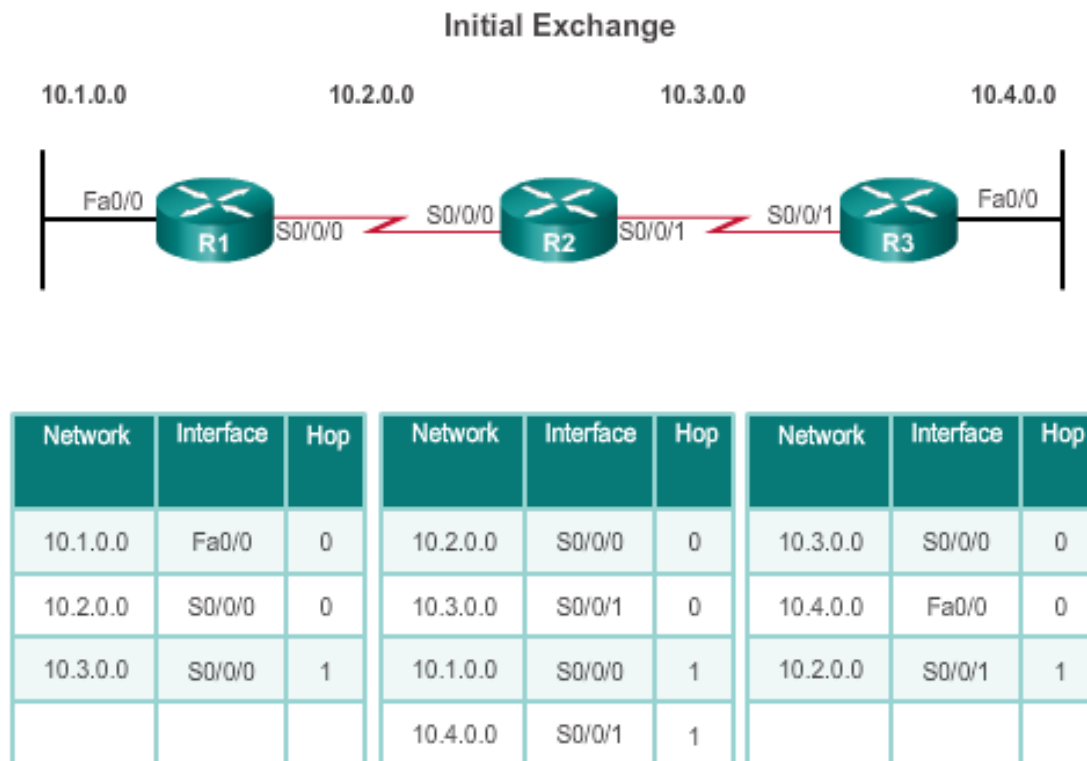 Initial Exchange
10.1.0.0 10.2.0.0 10.3.0.0 10.4.0.0
Fa0/0 S0/0/0 S0/0/0 S0/0/1 S0/0/1 Fa0/0
R1 R2 R3
Network Interface Hop Network Interface Hop Network Interface Hop
10.1.0.0 Fa0/0 0 10.2.0.0 S0/0/0 0 10.3.0.0 S0/0/0 0
10.2.0.0 S0/0/0 0 10.3.0.0 S0/0/1 0 10.4.0.0 Fa0/0 0
10.3.0.0 S0/0/0 1 10.1.0.0 S0/0/0 1 10.2.0.0 S0/0/1 1
10.4.0.0 S0/0/1 1